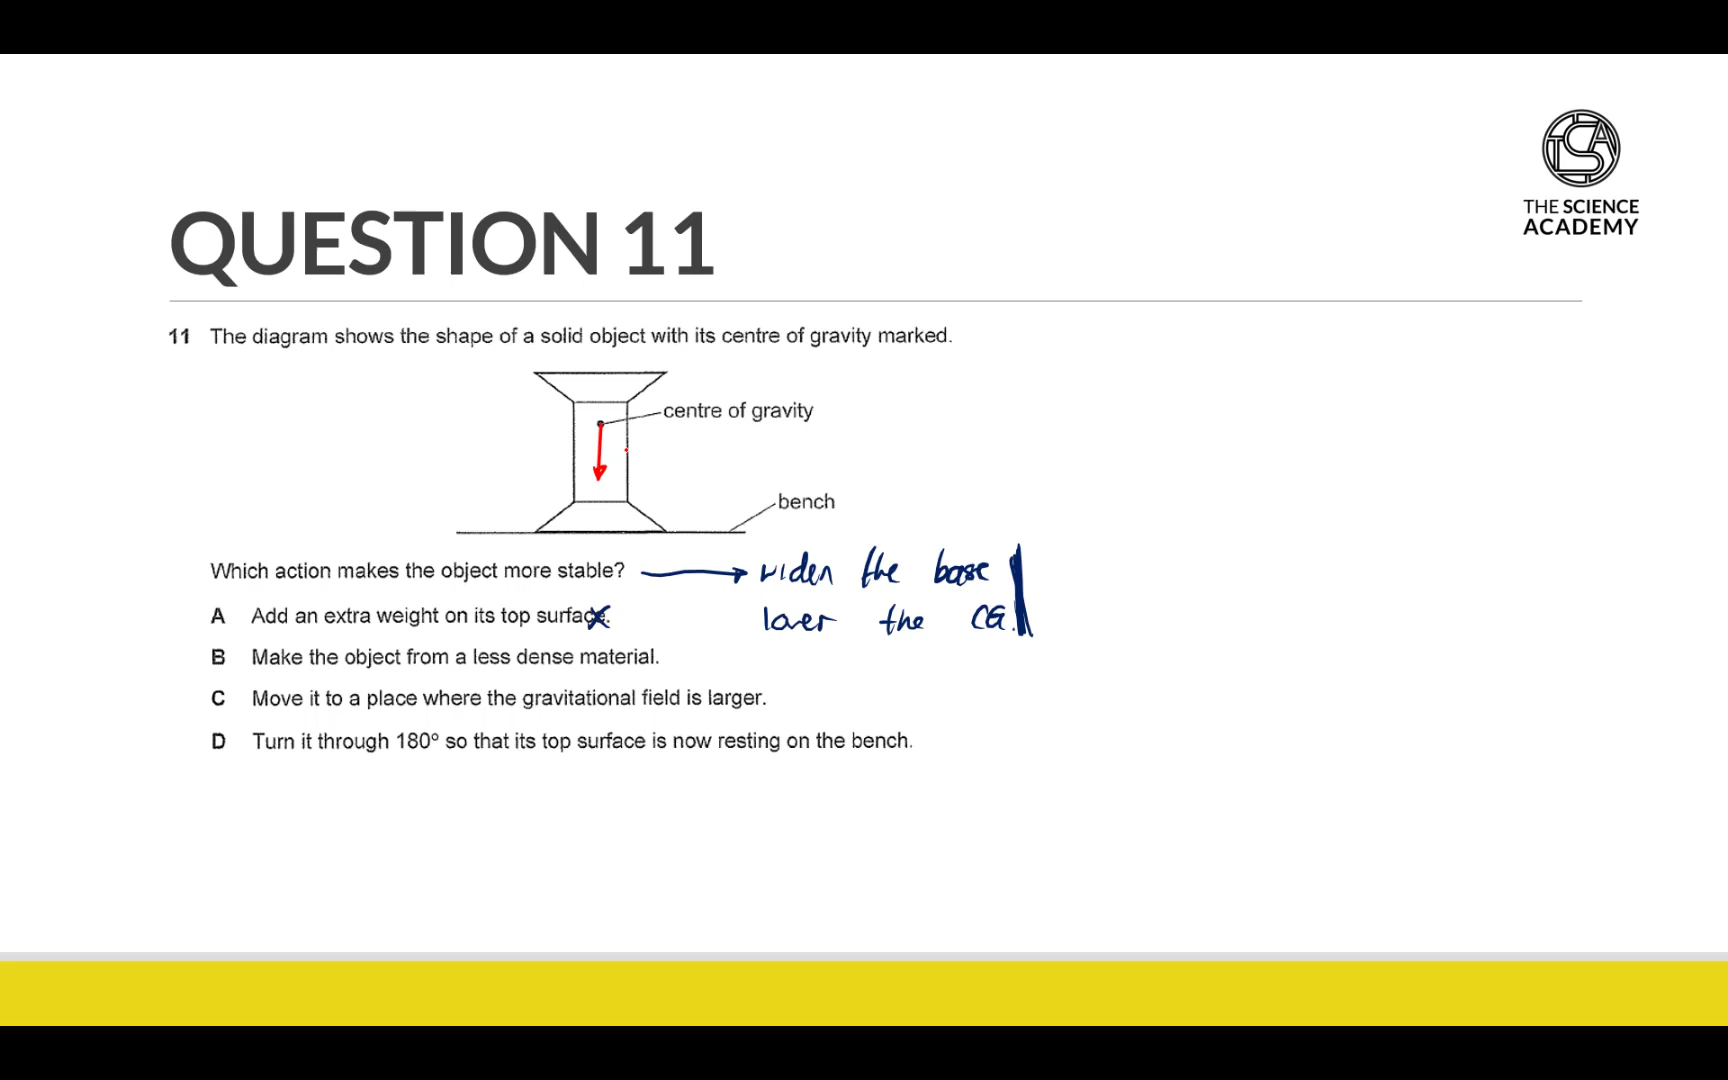 THE SCIENCE
ACADEMY
QUESTION 11
11 The diagram shows the shape of a solid object with its centre of gravity marked.
centre of gravity
bench
Which action makes the object more stable? widen the base
A Add an extra weight on its top surface. lower the CG.
B Make the object from a less dense material.
C Move it to a place where the gravitational field is larger.
D Turn it through 180° so that its top surface is now resting on the bench.